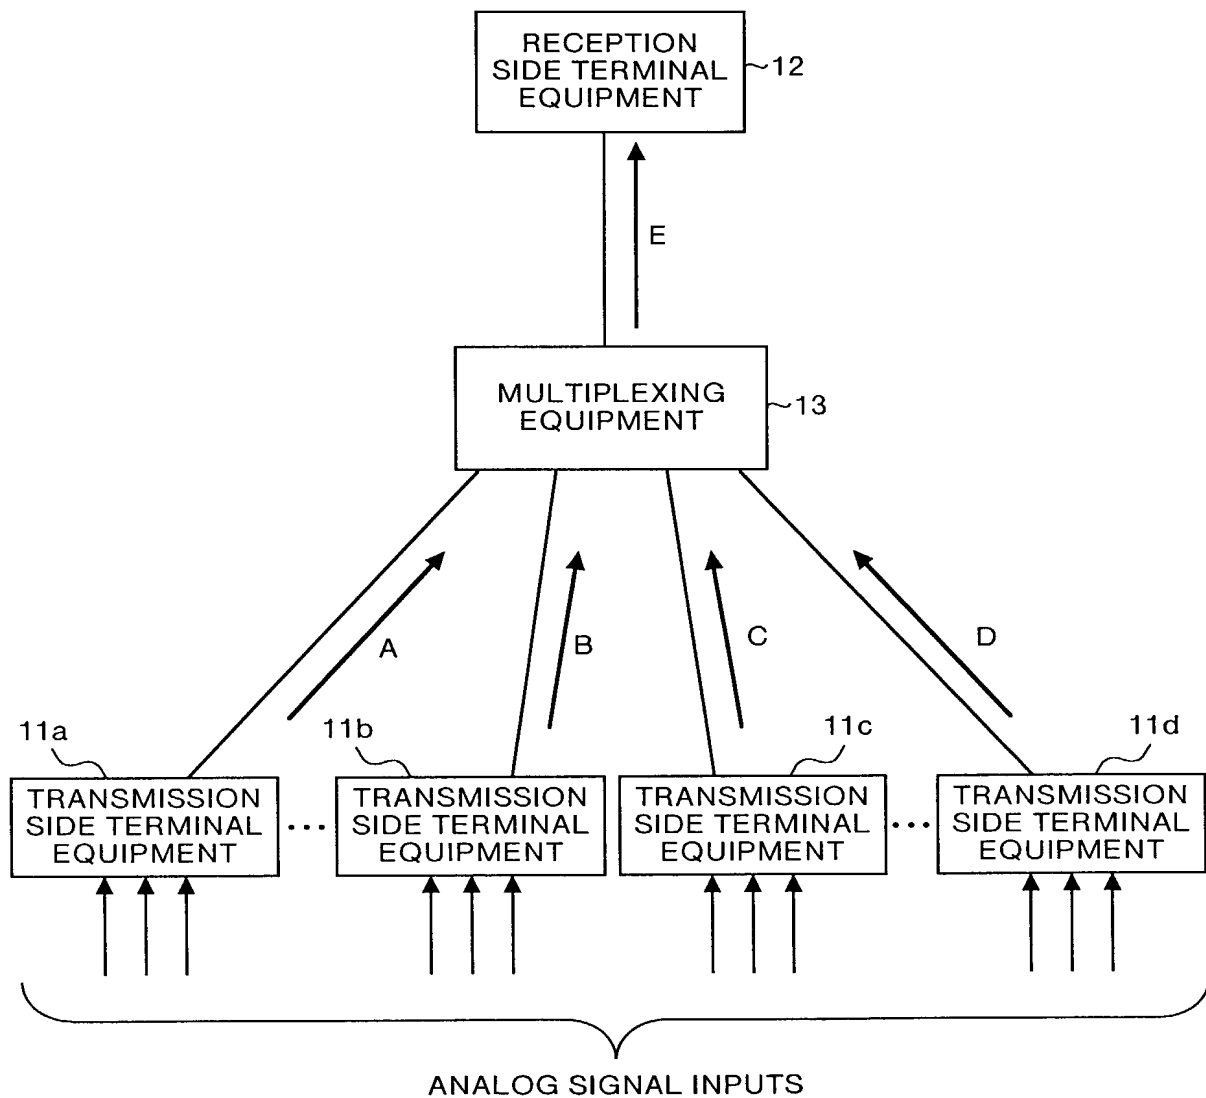 RECEPTION
SIDE TERMINAL
EQUIPMENT
12
E
MULTIPLEXING
EQUIPMENT
13
A
B
C
D
11a
11b
11c
11d
TRANSMISSION
SIDE TERMINAL
EQUIPMENT
...
TRANSMISSION
SIDE TERMINAL
EQUIPMENT
TRANSMISSION
SIDE TERMINAL
EQUIPMENT
...
TRANSMISSION
SIDE TERMINAL
EQUIPMENT
ANALOG SIGNAL INPUTS